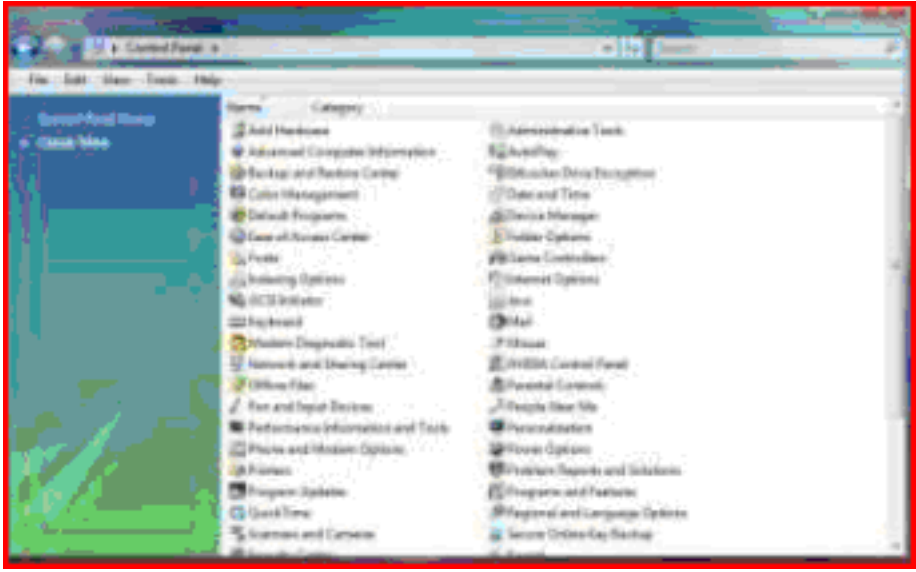 Control Panel
Search
File Edit View Tools Help
Control Panel Home
Classic View
Name Category
Add Hardware Administrative Tools
Advanced Computer Information AutoPlay
Backup and Restore Center BitLocker Drive Encryption
Color Management Date and Time
Default Programs Device Manager
Ease of Access Center Folder Options
Fonts Game Controllers
Indexing Options Internet Options
iSCSI Initiator Java
Keyboard Mail
Modem Diagnostic Tool Mouse
Network and Sharing Center NVIDIA Control Panel
Offline Files Parental Controls
Pen and Input Devices People Near Me
Performance Information and Tools Personalization
Phone and Modem Options Power Options
Printers Problem Reports and Solutions
Program Updates Programs and Features
QuickTime Regional and Language Options
Scanners and Cameras Secure Online Key Backup